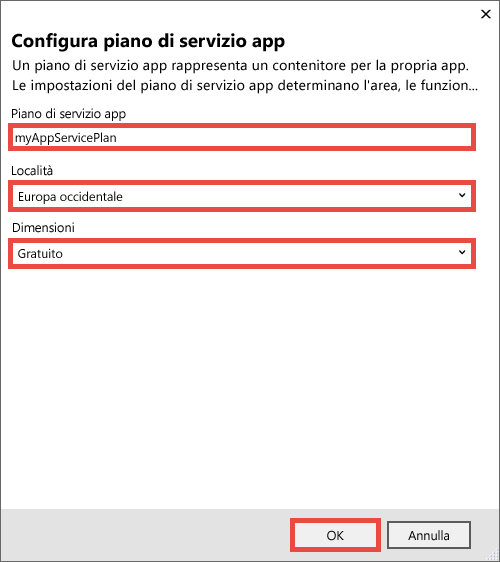 Configura piano di servizio app
Un piano di servizio app rappresenta un contenitore per la propria app.
Le impostazioni del piano di servizio app determinano l'area, le funzion...
Piano di servizio app
myAppServicePlan
Località
Europa occidentale
Dimensioni
Gratuito
OK
Annulla